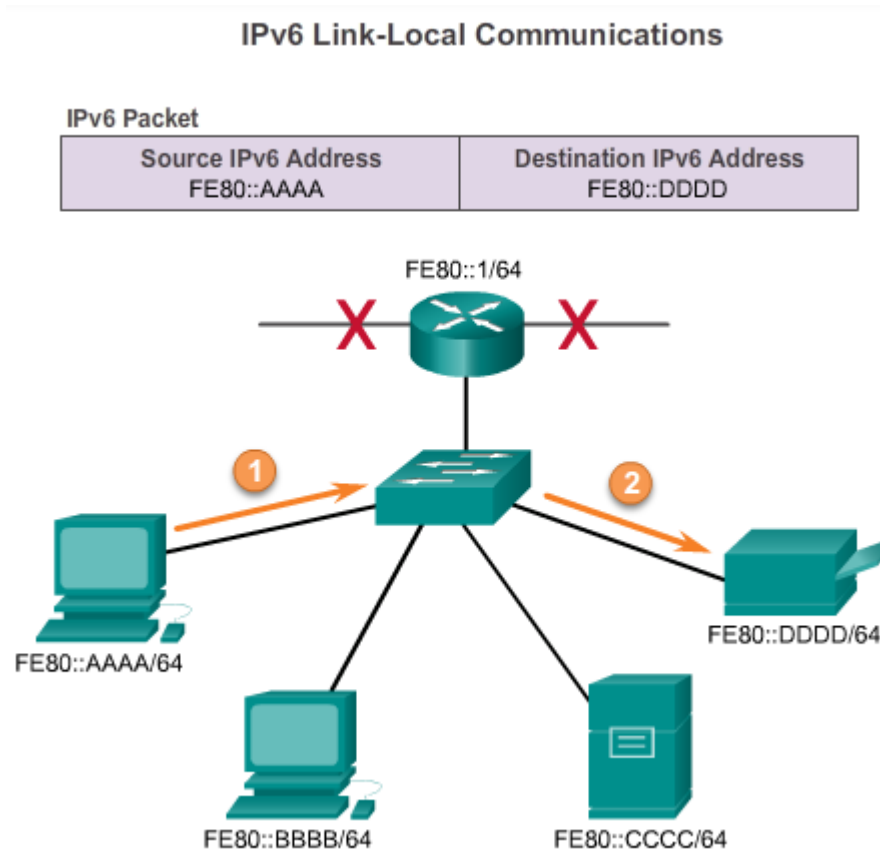 IPv6 Link-Local Communications
IPv6 Packet
Source IPv6 Address
FE80::AAAA
Destination IPv6 Address
FE80::DDDD
FE80::1/64
X
X
1
2
FE80::AAAA/64
FE80::DDDD/64
FE80::BBBB/64
FE80::CCCC/64